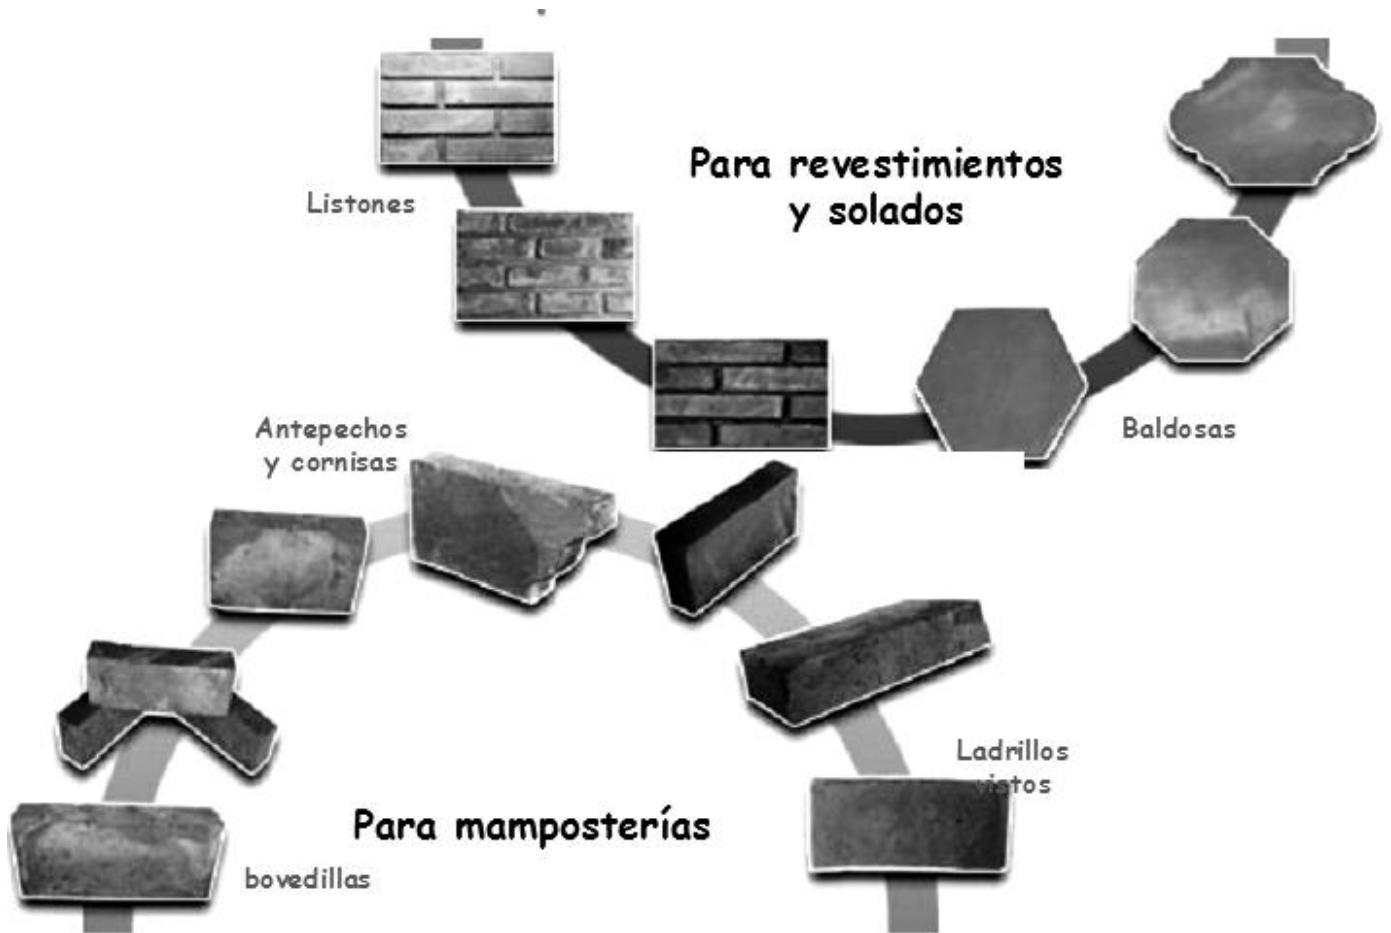 Para revestimientos
y solados
Listones
Baldosas
Antepechos
y cornisas
Ladrillos
vistos
Para mamposterías
bovedillas